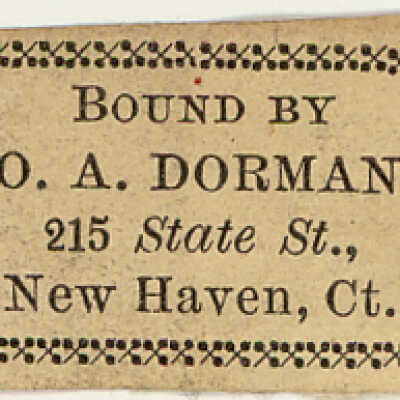 BOUND BY
O. A. DORMAN
215 State St.,
New Haven, Ct.